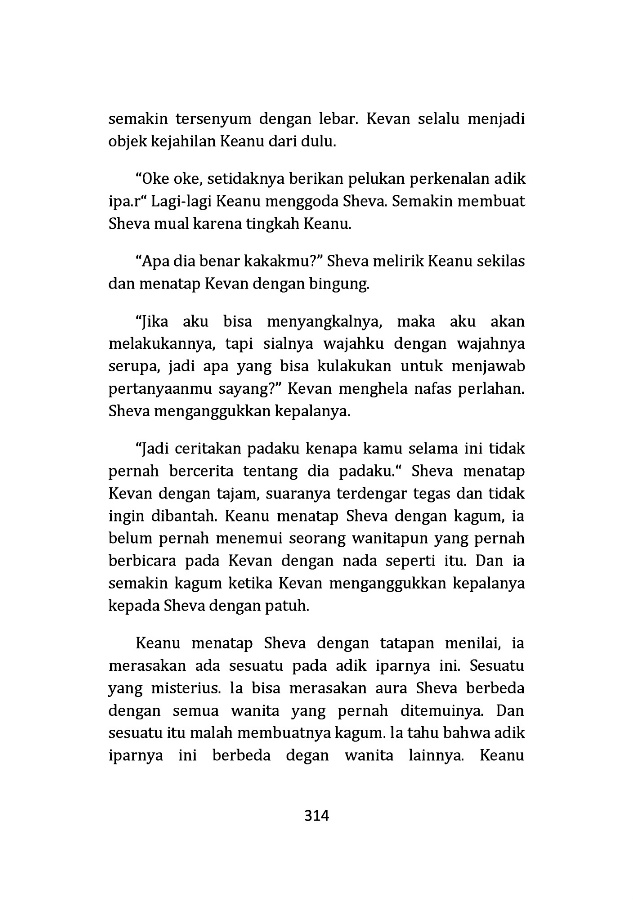 semakin tersenyum dengan lebar. Kevan selalu menjadi
objek kejahilan Keanu dari dulu.
“Oke oke, setidaknya berikan pelukan perkenalan adik
ipa.r“ Lagi-lagi Keanu menggoda Sheva. Semakin membuat
Sheva mual karena tingkah Keanu.
“Apa dia benar kakakmu?” Sheva melirik Keanu sekilas
dan menatap Kevan dengan bingung.
“Jika aku bisa menyangkalnya, maka aku akan
melakukannya, tapi sialnya wajahku dengan wajahnya
serupa, jadi apa yang bisa kulakukan untuk menjawab
pertanyaanmu sayang?” Kevan menghela nafas perlahan.
Sheva menganggukkan kepalanya.
“Jadi ceritakan padaku kenapa kamu selama ini tidak
pernah bercerita tentang dia padaku.“ Sheva menatap
Kevan dengan tajam, suaranya terdengar tegas dan tidak
ingin dibantah. Keanu menatap Sheva dengan kagum, ia
belum pernah menemui seorang wanitapun yang pernah
berbicara pada Kevan dengan nada seperti itu. Dan ia
semakin kagum ketika Kevan menganggukkan kepalanya
kepada Sheva dengan patuh.
Keanu menatap Sheva dengan tatapan menilai, ia
merasakan ada sesuatu pada adik iparnya ini. Sesuatu
yang misterius. Ia bisa merasakan aura Sheva berbeda
dengan semua wanita yang pernah ditemuinya. Dan
sesuatu itu malah membuatnya kagum. Ia tahu bahwa adik
iparnya ini berbeda degan wanita lainnya. Keanu
314